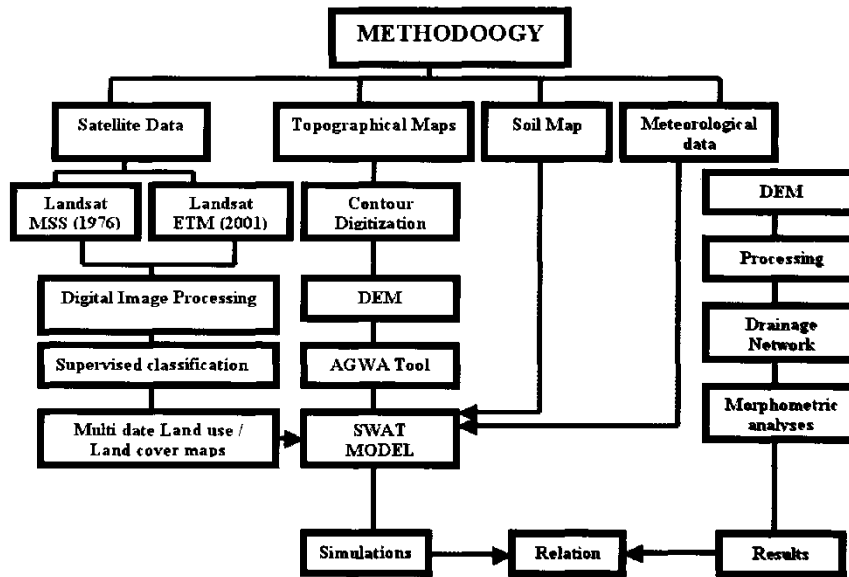 METHODOOGY
Satellite Data
Topographical Maps
Soil Map
Meteorological
data
Landsat
MSS (1976)
Landsat
ETM (2001)
Contour
Digitization
DEM
Digital Image Processing
DEM
Processing
Supervised classification
AGWA Tool
Drainage
Network
Multi date Land use /
Land cover maps
SWAT
MODEL
Morphometric
analyses
Simulations
Relation
Results